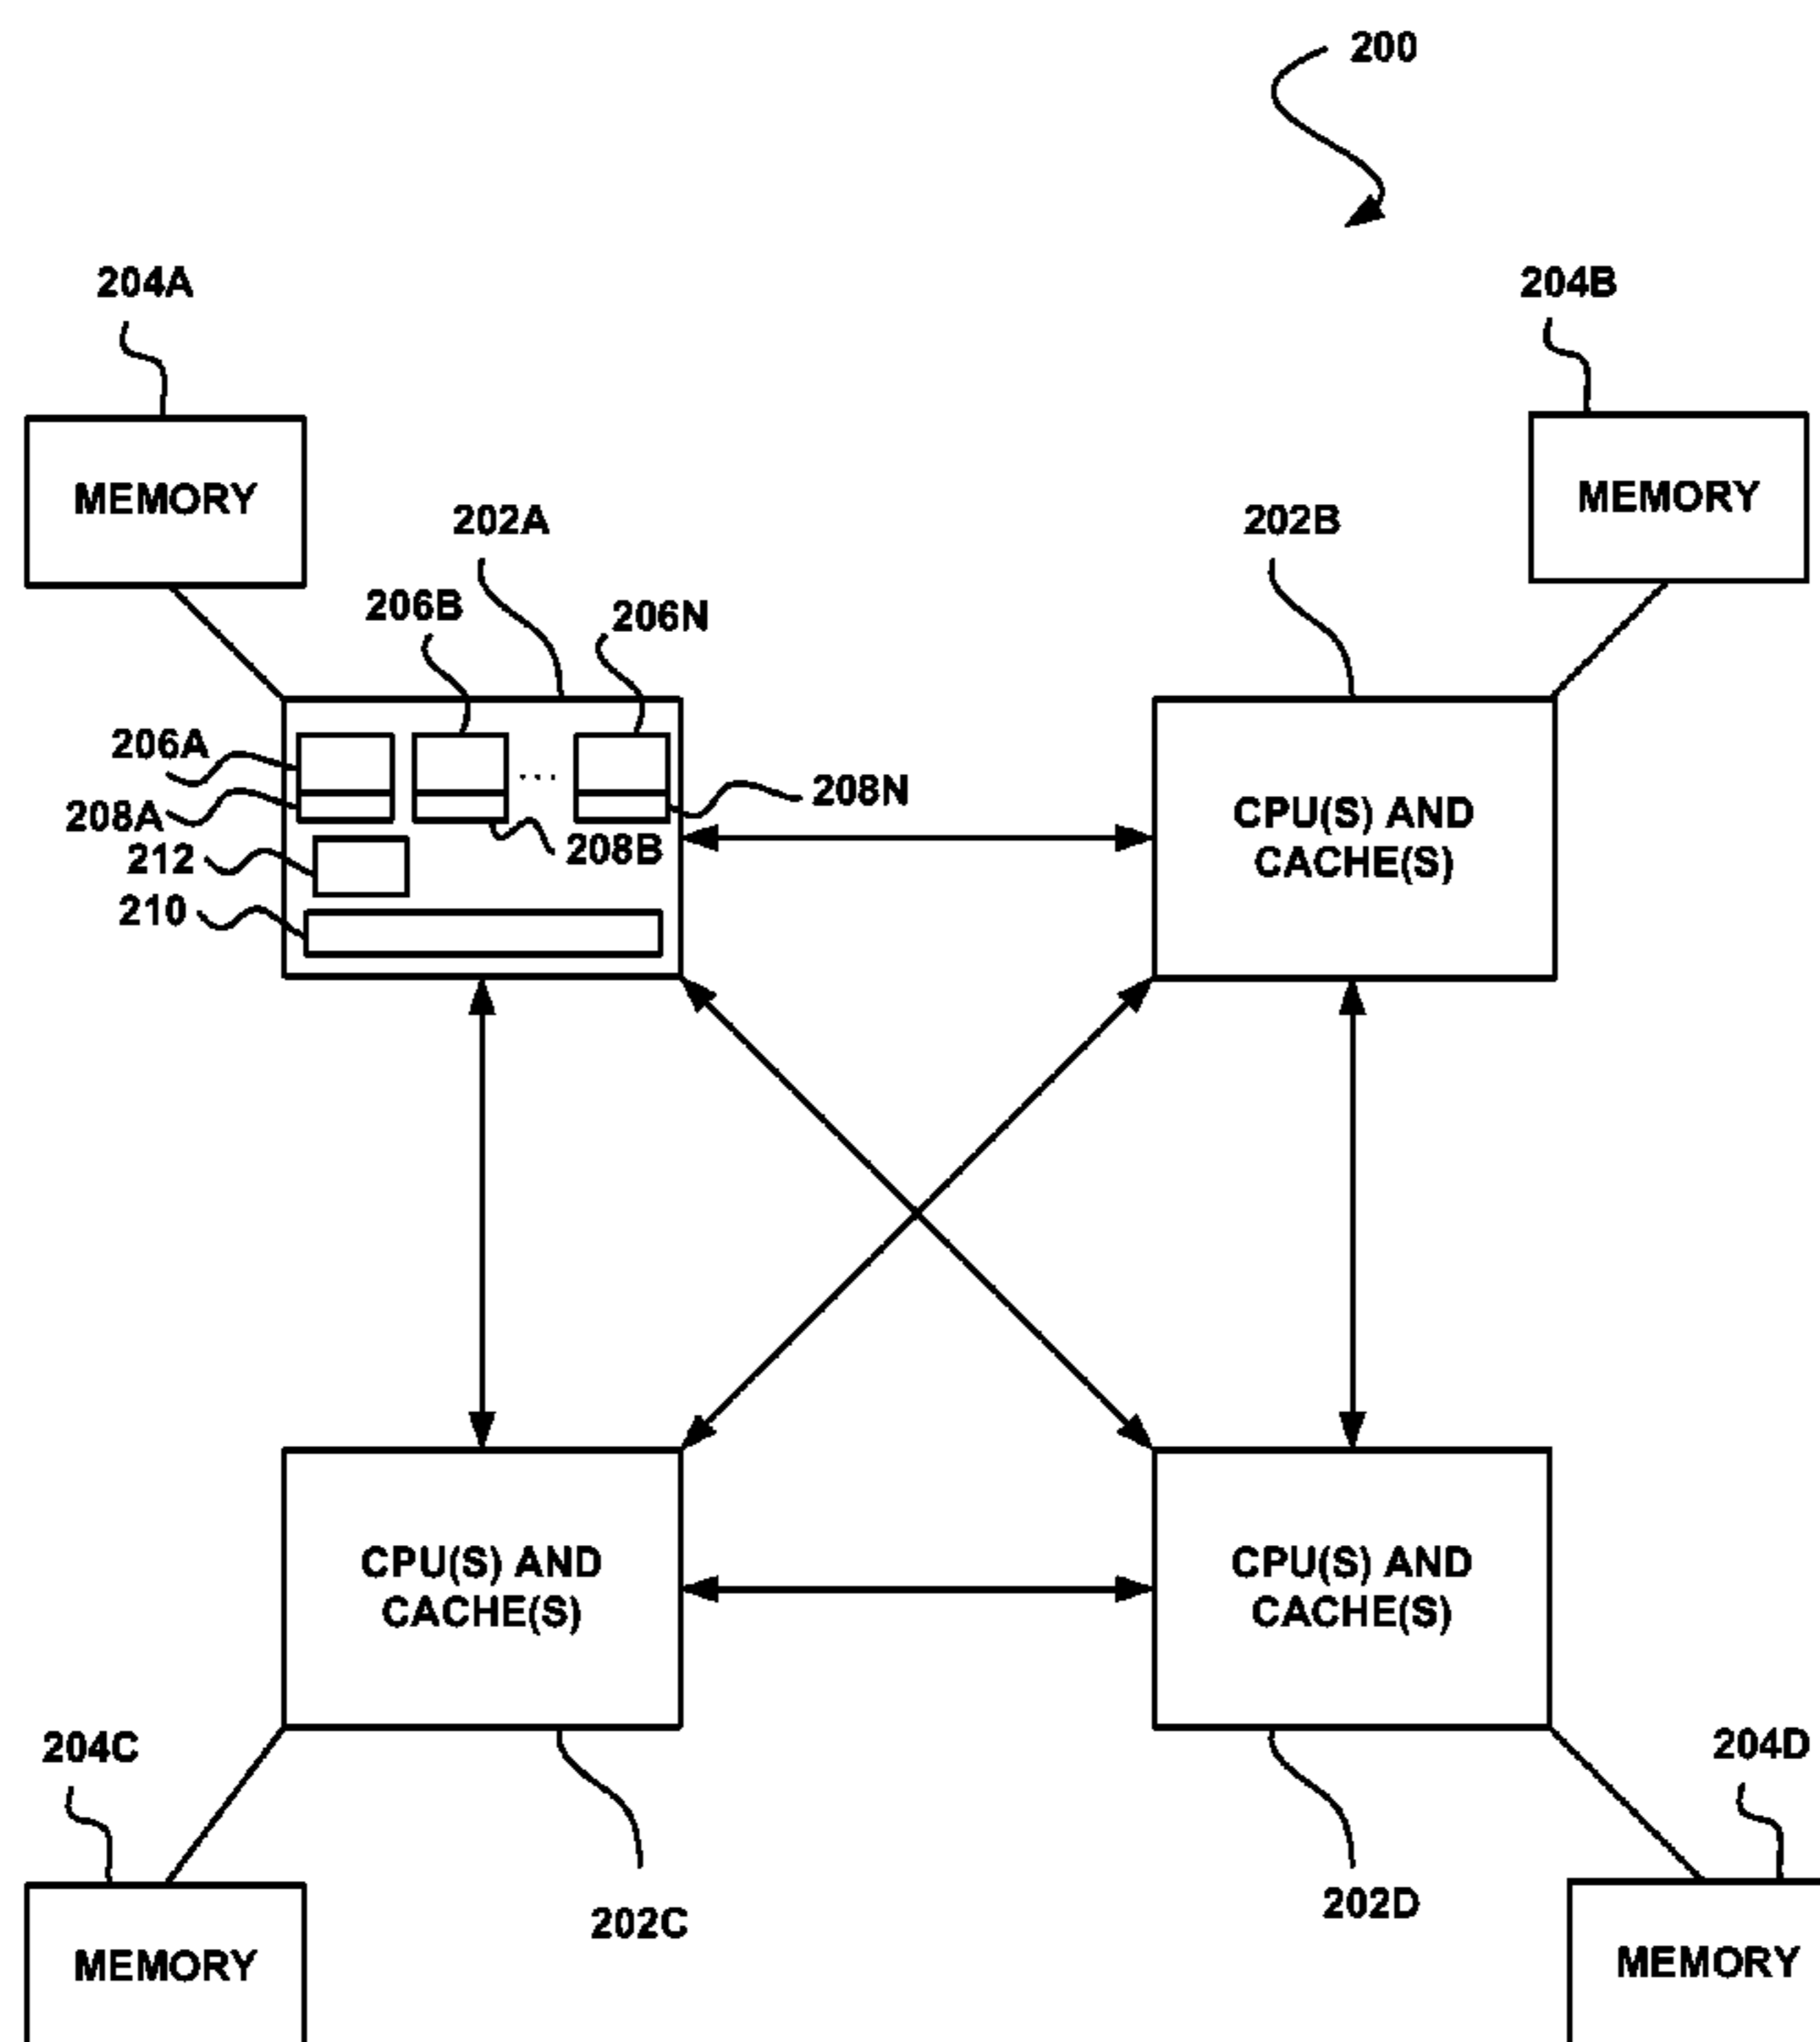 200
204A
204B
MEMORY
MEMORY
202A
202B
206B
206N
206A
208N
208A
208B
212
210
CPU(S) AND
CACHE(S)
CPU(S) AND
CACHE(S)
CPU(S) AND
CACHE(S)
204C
204D
202C
202D
MEMORY
MEMORY